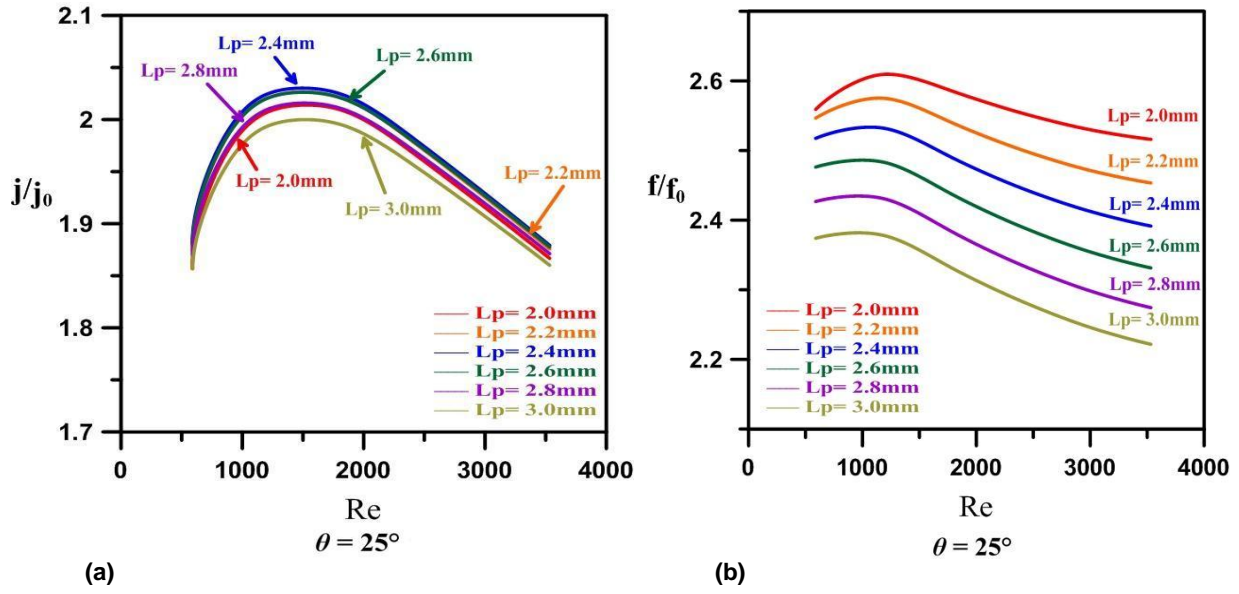 2.1
2
1.9
1.8
1.7
j/j₀
Lp= 2.4mm
Lp= 2.8mm
Lp= 2.6mm
Lp= 2.0mm
Lp= 3.0mm
Lp= 2.2mm
Lp= 2.0mm
Lp= 2.2mm
Lp= 2.4mm
Lp= 2.6mm
Lp= 2.8mm
Lp= 3.0mm
0 1000 2000 3000 4000
Re
θ = 25°
(a)
2.6
2.4
2.2
f/f₀
Lp= 2.0mm
Lp= 2.2mm
Lp= 2.4mm
Lp= 2.6mm
Lp= 2.8mm
Lp= 3.0mm
Lp= 2.0mm
Lp= 2.2mm
Lp= 2.4mm
Lp= 2.6mm
Lp= 2.8mm
Lp= 3.0mm
0 1000 2000 3000 4000
Re
θ = 25°
(b)